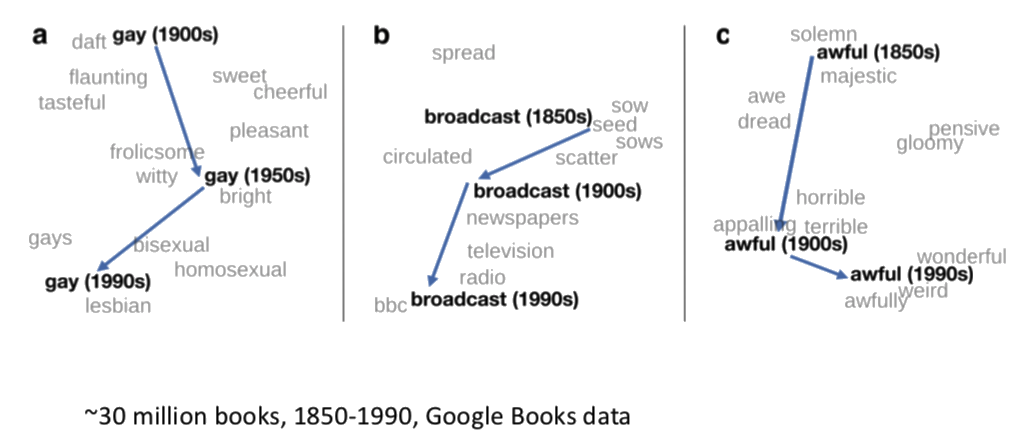 a
daft gay (1900s)
flaunting
sweet
tasteful
cheerful
pleasant
frolicsome
witty
gay (1950s)
bright
gays
bisexual
homosexual
gay (1990s)
lesbian
b
spread
broadcast (1850s)
sow
seed
sows
circulated
scatter
broadcast (1900s)
newspapers
television
radio
bbc broadcast (1990s)
c
solemn
awful (1850s)
majestic
awe
dread
pensive
gloomy
horrible
appalling terrible
awful (1900s)
wonderful
awful (1990s)
weird
awfully
~30 million books, 1850-1990, Google Books data